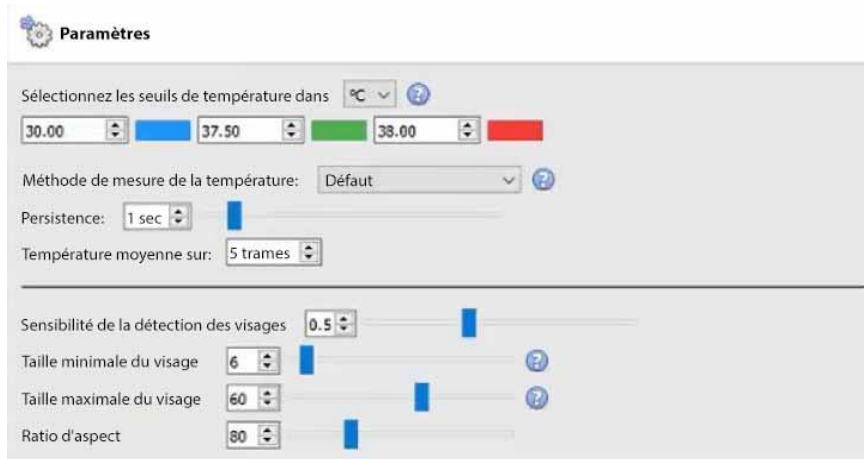 Paramètres
Sélectionnez les seuils de température dans ºC
30.00 37.50 38.00
Méthode de mesure de la température: Défaut
Persistence: 1 sec
Température moyenne sur: 5 trames
Sensibilité de la détection des visages 0.5
Taille minimale du visage 6
Taille maximale du visage 60
Ratio d'aspect 80